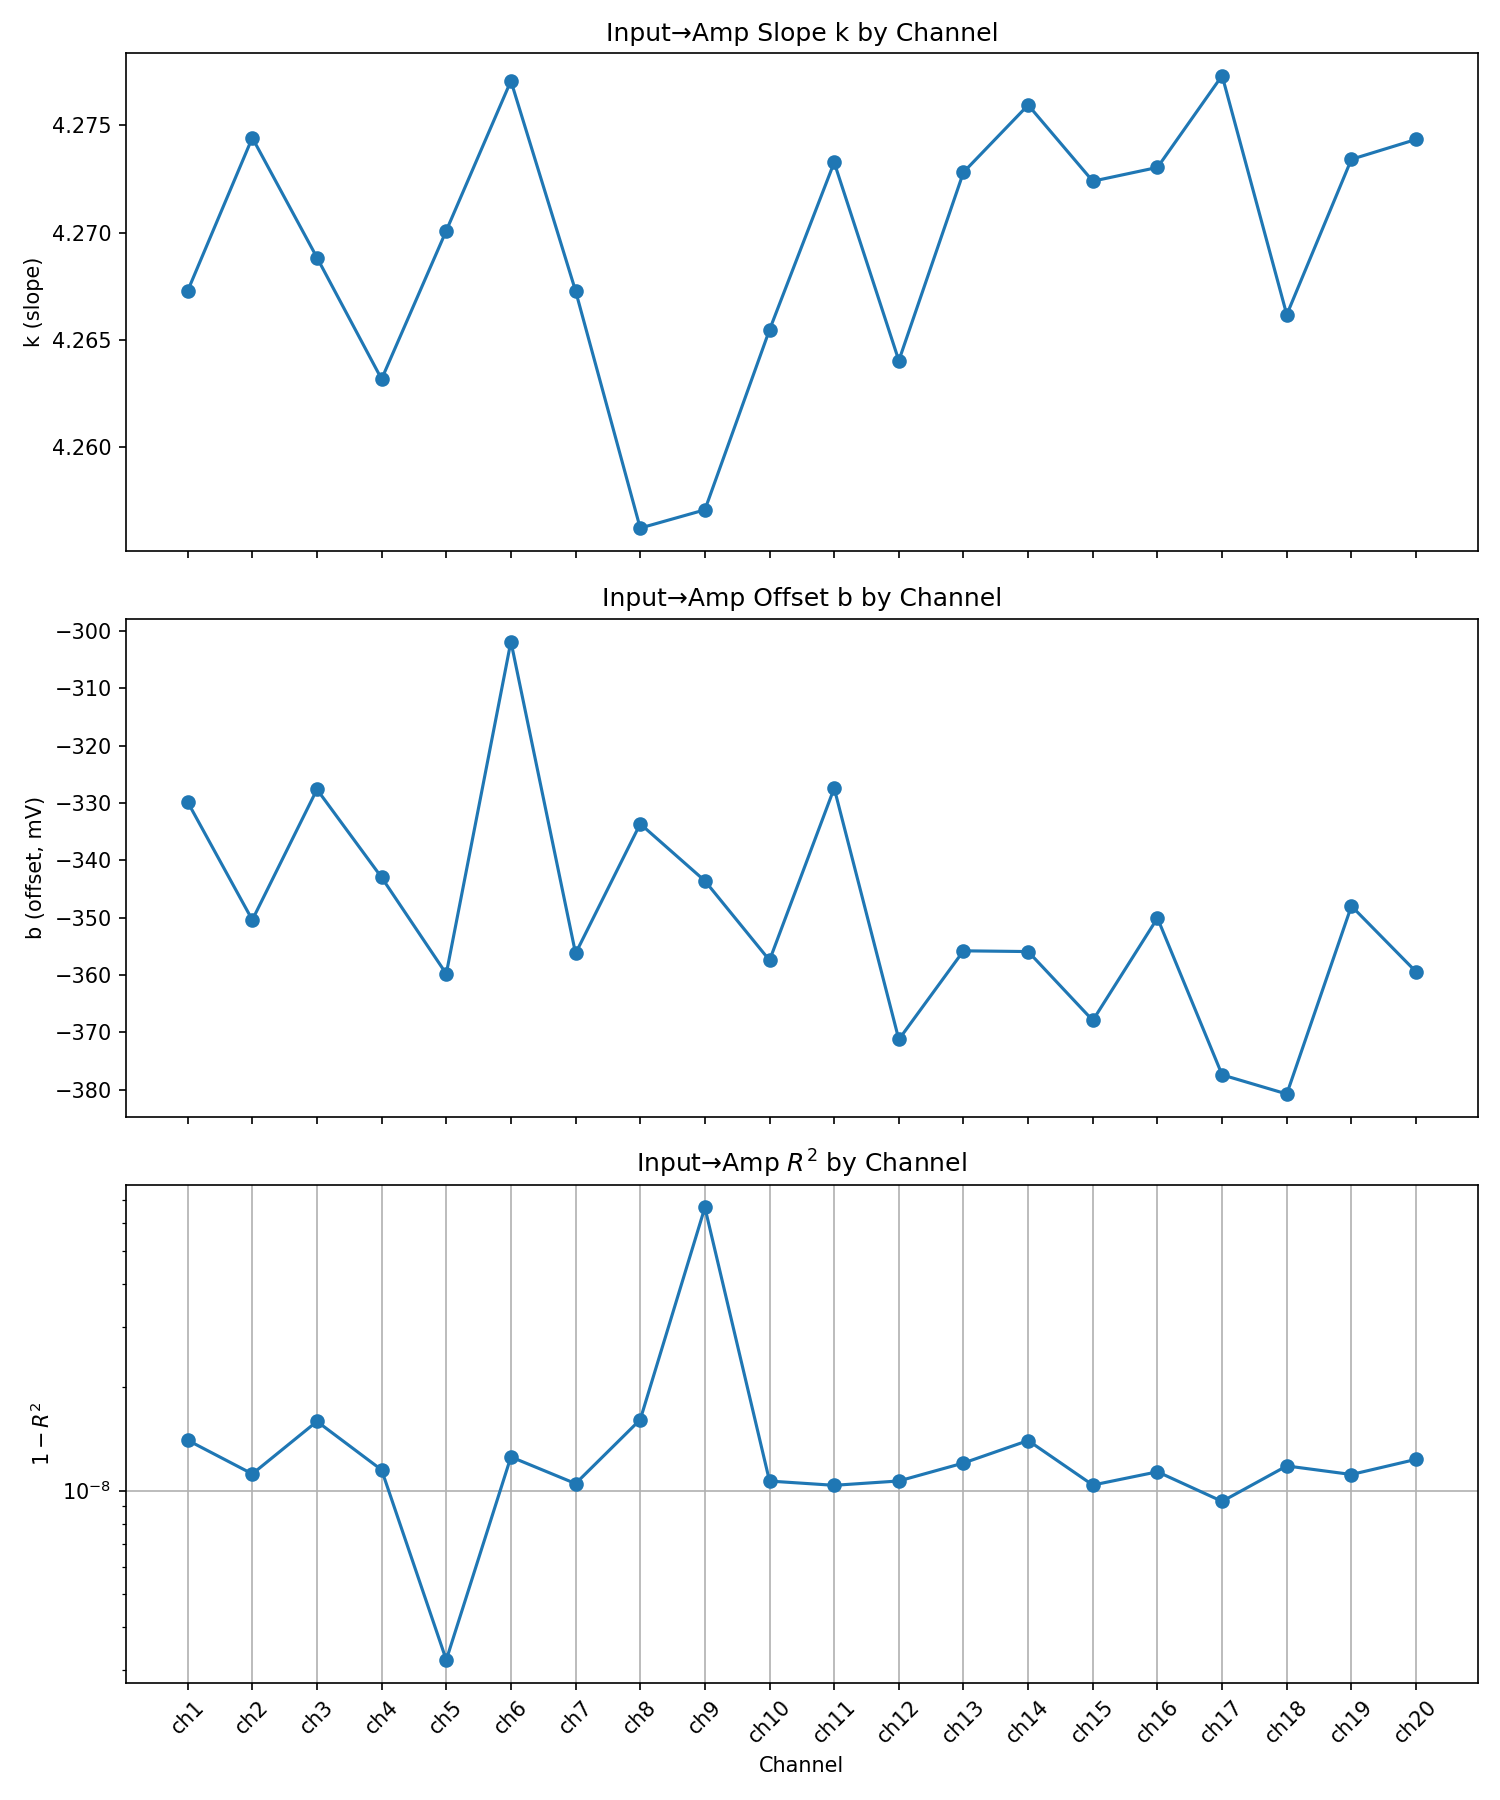 Input→Amp Slope k by Channel
k (slope)
4.275
4.270
4.265
4.260
Input→Amp Offset b by Channel
b (offset, mV)
−300
−310
−320
−330
−340
−350
−360
−370
−380
Input→Amp R² by Channel
1 − R²
10⁻⁸
ch1 ch2 ch3 ch4 ch5 ch6 ch7 ch8 ch9 ch10 ch11 ch12 ch13 ch14 ch15 ch16 ch17 ch18 ch19 ch20
Channel